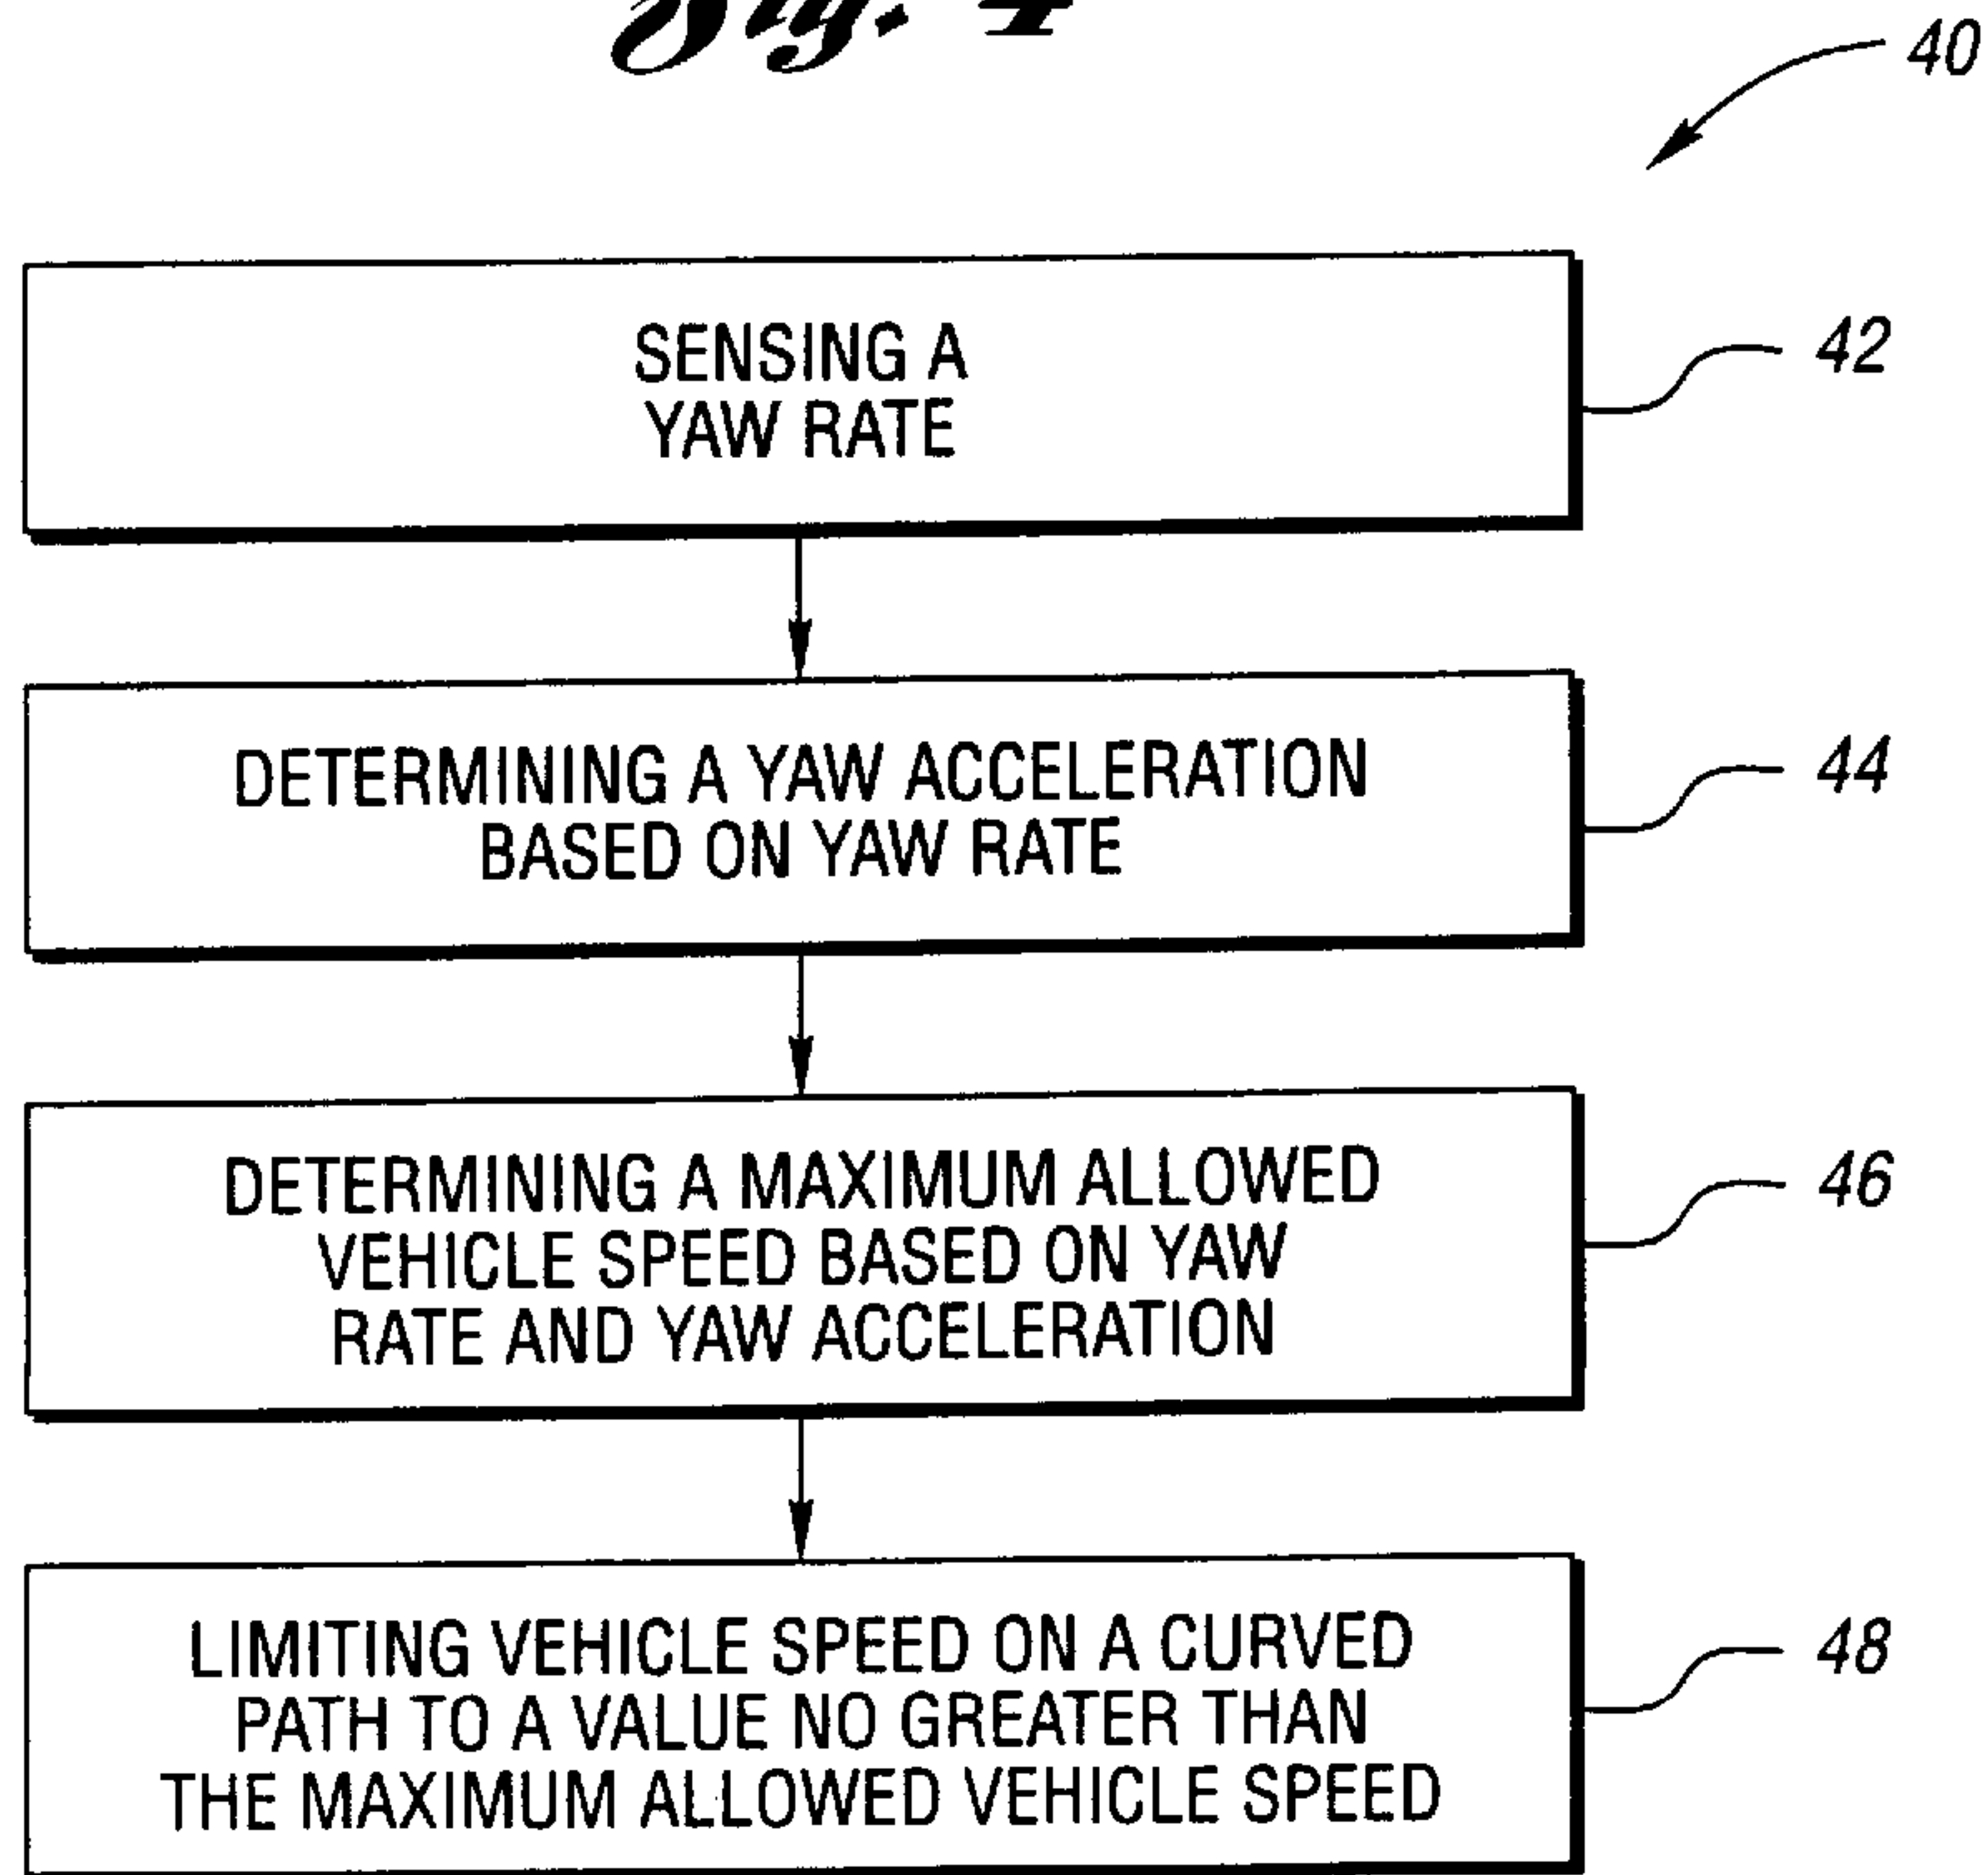 Fig. 4
40
SENSING A
YAW RATE
42
DETERMINING A YAW ACCELERATION
BASED ON YAW RATE
44
DETERMINING A MAXIMUM ALLOWED
VEHICLE SPEED BASED ON YAW
RATE AND YAW ACCELERATION
46
LIMITING VEHICLE SPEED ON A CURVED
PATH TO A VALUE NO GREATER THAN
THE MAXIMUM ALLOWED VEHICLE SPEED
48